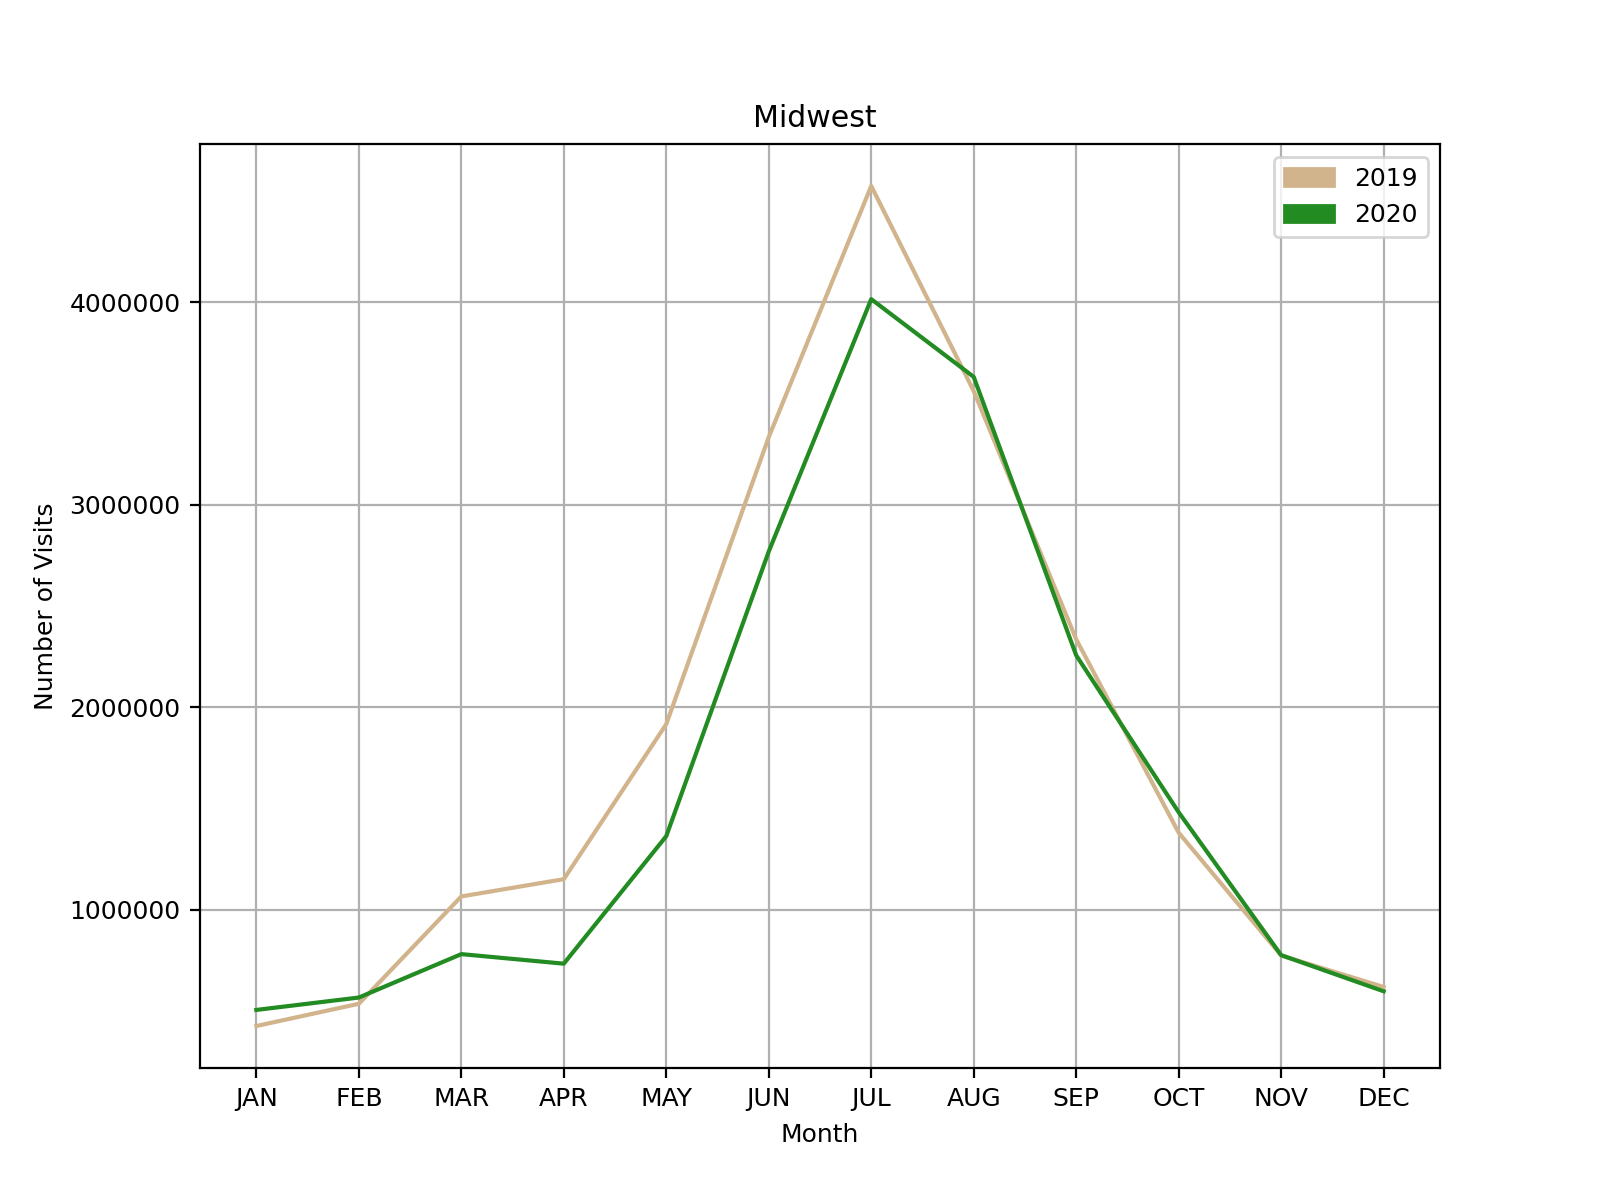 Midwest
2019
2020
4000000
3000000
2000000
1000000
Number of Visits
JAN FEB MAR APR MAY JUN JUL AUG SEP OCT NOV DEC
Month